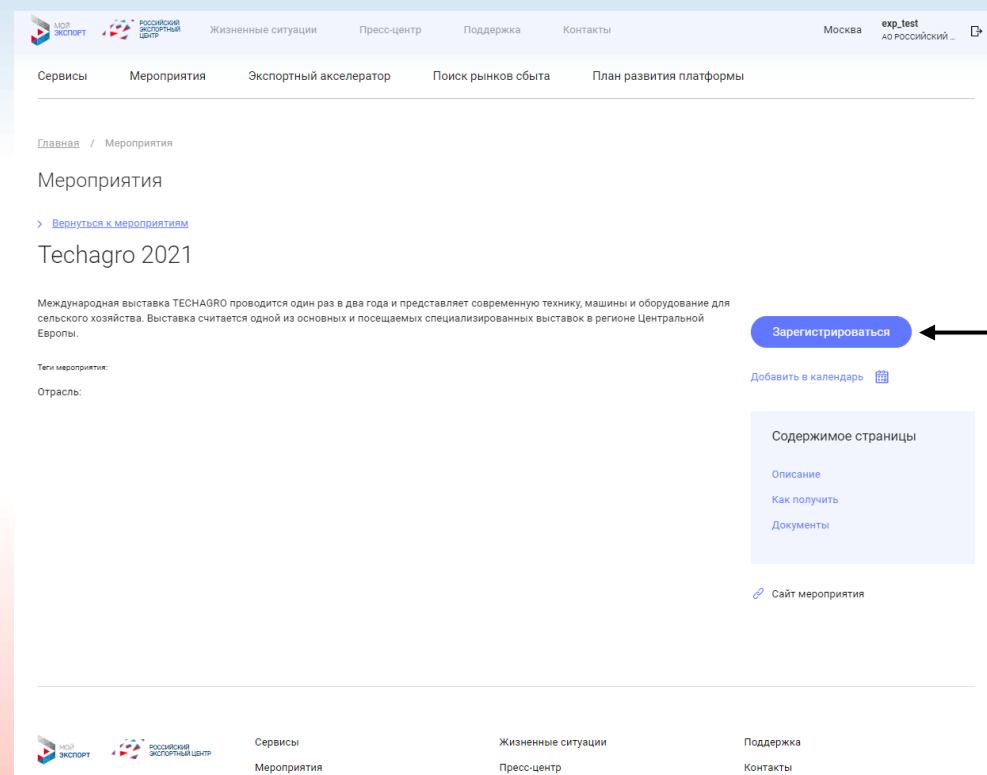 МОЙ ЭКСПОРТ
РОССИЙСКИЙ ЭКСПОРТНЫЙ ЦЕНТР
Жизненные ситуации
Пресс-центр
Поддержка
Контакты
Москва
exp_test
АО РОССИЙСКИЙ ...
Сервисы
Мероприятия
Экспортный акселератор
Поиск рынков сбыта
План развития платформы
Главная / Мероприятия
Мероприятия
Вернуться к мероприятиям
Techagro 2021
Международная выставка TECHAGRO проводится один раз в два года и представляет современную технику, машины и оборудование для
сельского хозяйства. Выставка считается одной из основных и посещаемых специализированных выставок в регионе Центральной
Европы.
Теги мероприятия:
Отрасль:
Зарегистрироваться
Добавить в календарь
Содержимое страницы
Описание
Как получить
Документы
Сайт мероприятия
МОЙ ЭКСПОРТ
РОССИЙСКИЙ ЭКСПОРТНЫЙ ЦЕНТР
Сервисы
Жизненные ситуации
Поддержка
Мероприятия
Пресс-центр
Контакты